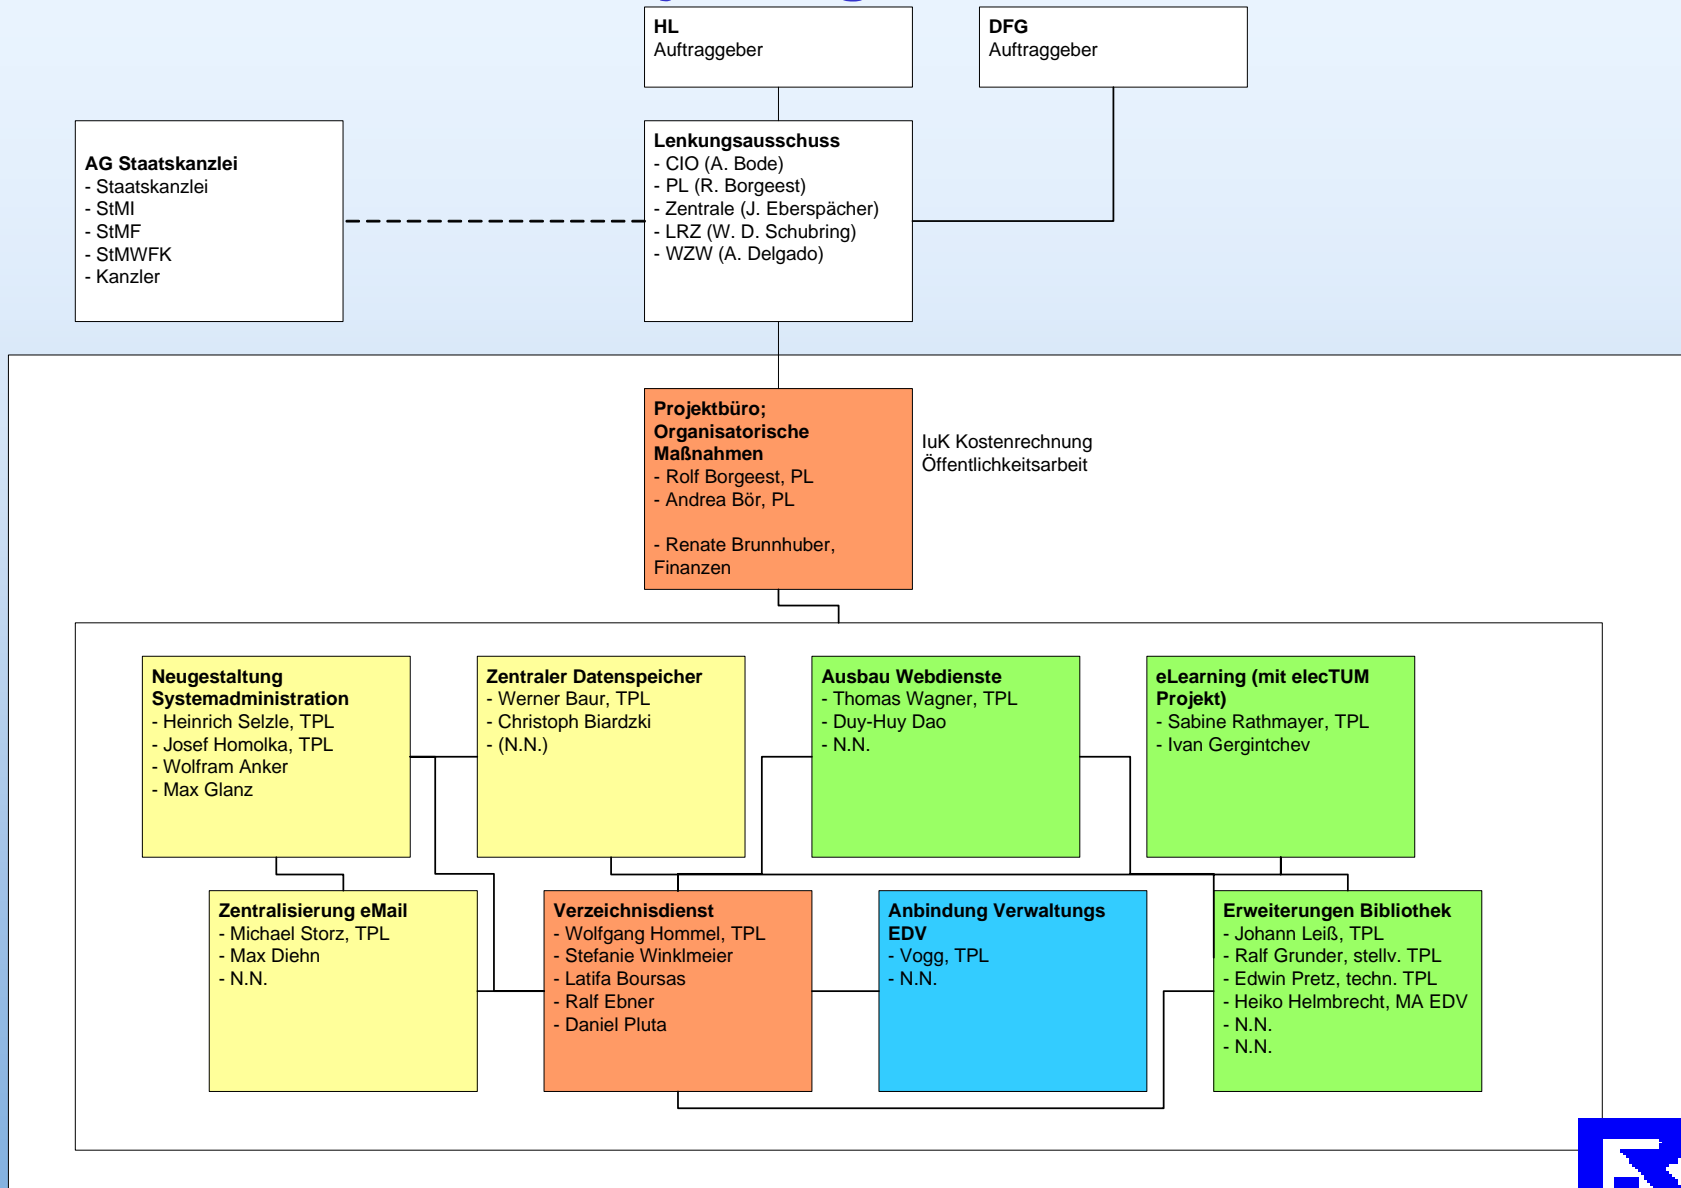 HL
Auftraggeber
DFG
Auftraggeber
AG Staatskanzlei
- Staatskanzlei
- StMI
- StMF
- StMWFK
- Kanzler
Lenkungsausschuss
- CIO (A. Bode)
- PL (R. Borgeest)
- Zentrale (J. Eberspächer)
- LRZ (W. D. Schubring)
- WZW (A. Delgado)
Projektbüro;
Organisatorische
Maßnahmen
- Rolf Borgeest, PL
- Andrea Bör, PL
- Renate Brunnhuber,
Finanzen
IuK Kostenrechnung
Öffentlichkeitsarbeit
Neugestaltung
Systemadministration
- Heinrich Selzle, TPL
- Josef Homolka, TPL
- Wolfram Anker
- Max Glanz
Zentraler Datenspeicher
- Werner Baur, TPL
- Christoph Biardzki
- (N.N.)
Ausbau Webdienste
- Thomas Wagner, TPL
- Duy-Huy Dao
- N.N.
eLearning (mit elecTUM
Projekt)
- Sabine Rathmayer, TPL
- Ivan Gergintchev
Zentralisierung eMail
- Michael Storz, TPL
- Max Diehn
- N.N.
Verzeichnisdienst
- Wolfgang Hommel, TPL
- Stefanie Winklmeier
- Latifa Boursas
- Ralf Ebner
- Daniel Pluta
Anbindung Verwaltungs
EDV
- Vogg, TPL
- N.N.
Erweiterungen Bibliothek
- Johann Leiß, TPL
- Ralf Grunder, stellv. TPL
- Edwin Pretz, techn. TPL
- Heiko Helmbrecht, MA EDV
- N.N.
- N.N.